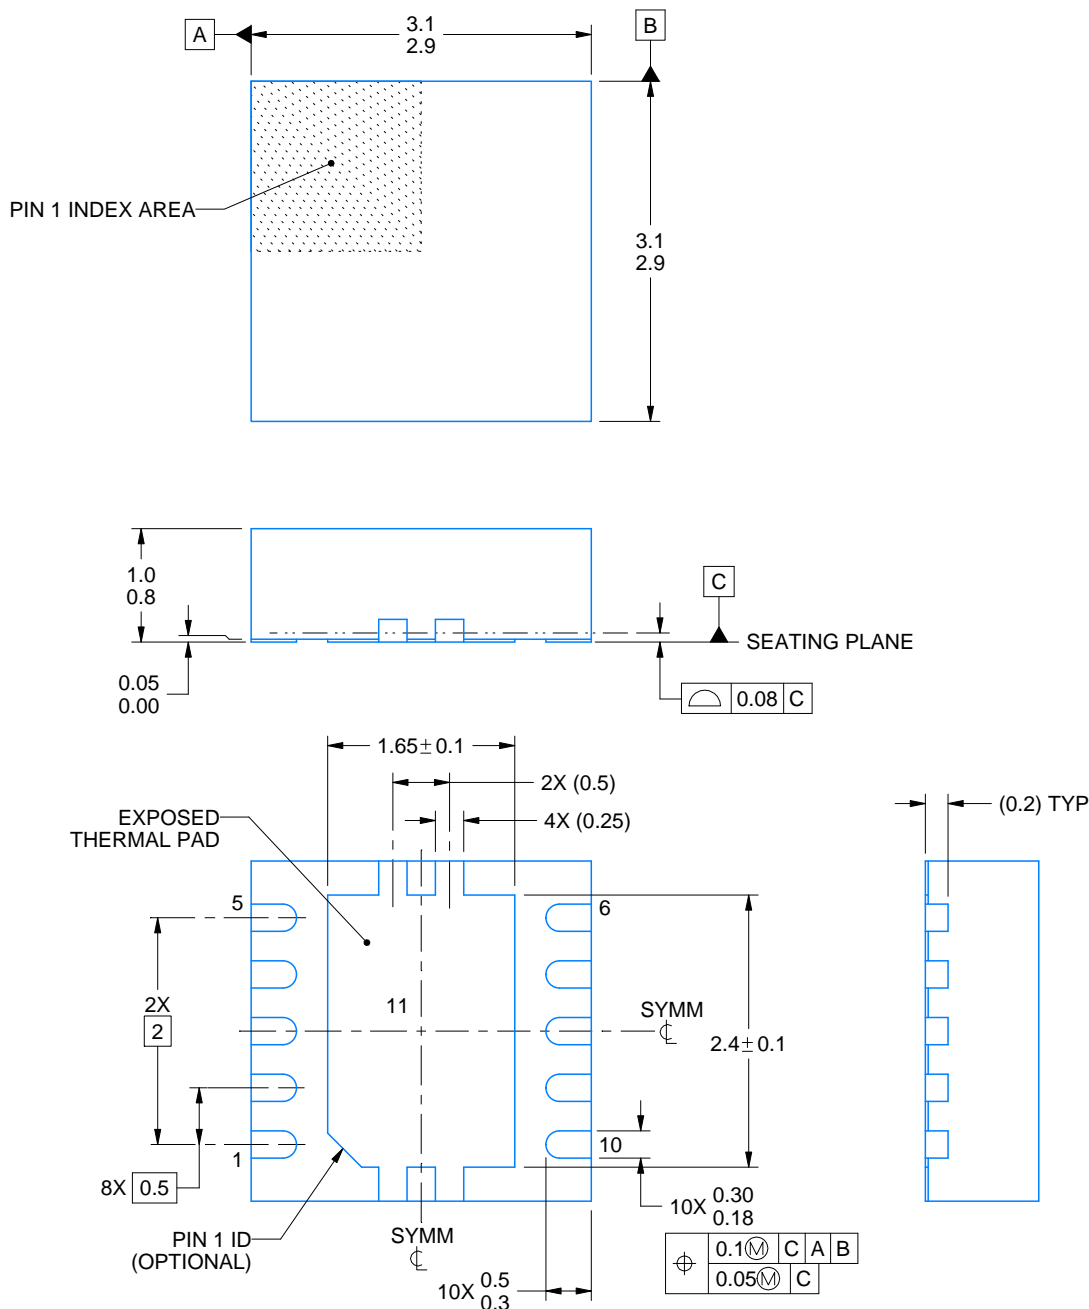 A
3.1
2.9
B
PIN 1 INDEX AREA
3.1
2.9
1.0
0.8
C
SEATING PLANE
0.05
0.00
0.08 C
1.65± 0.1
2X (0.5)
(0.2) TYP
EXPOSED
THERMAL PAD
4X (0.25)
5
6
11
2X
2
SYMM
℄
2.4± 0.1
1
10
8X 0.5
10X 0.30
0.18
PIN 1 ID
(OPTIONAL)
SYMM
℄
0.1Ⓜ C A B
0.05Ⓜ C
10X 0.5
0.3